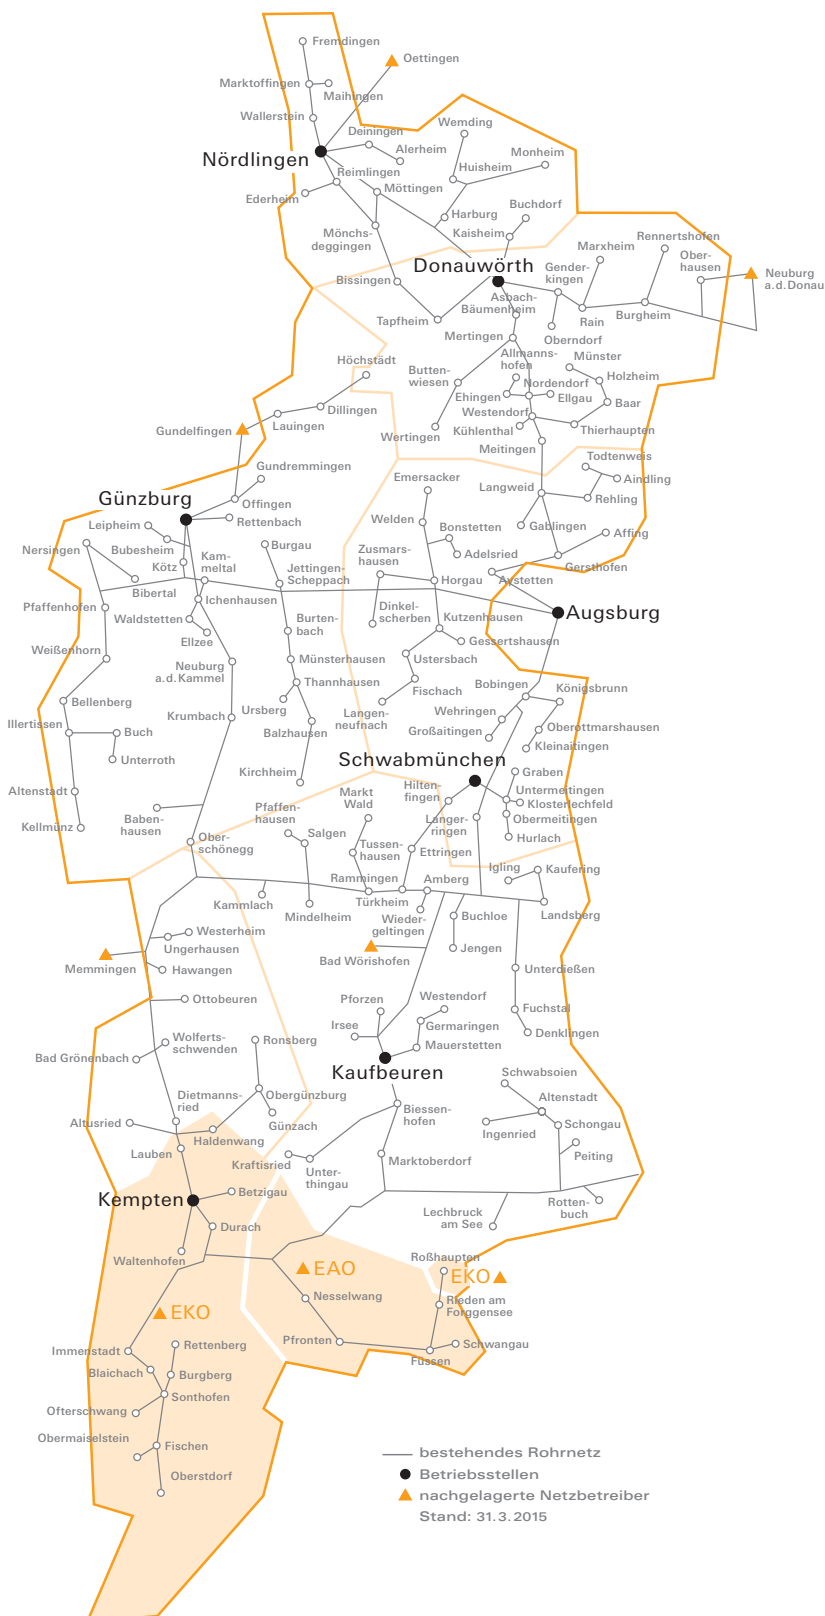 Fremdingen
Oettingen
Marktoffingen
Maihingen
Wallerstein
Wemding
Deiningen
Alerheim
Monheim
Nördlingen
Reimlingen
Huisheim
Ederheim
Möttingen
Buchdorf
Harburg
Mönchs-
deggingen
Kaisheim
Rennertshofen
Marxheim
Ober-
hausen
Donauwörth
Gender-
kingen
Neuburg
a.d.Donau
Bissingen
Asbach-
Bäumenheim
Tapfheim
Rain
Burgheim
Mertingen
Oberndorf
Allmanns-
hofen
Münster
Höchstädt
Butten-
wiesen
Nordendorf
Holzheim
Ehingen
Ellgau
Baar
Dillingen
Westendorf
Lauingen
Gundelfingen
Wertingen
Kühlenthal
Thierhaupten
Meitingen
Todtenweis
Gundremmingen
Emersacker
Aindling
Günzburg
Langweid
Rehling
Offingen
Leipheim
Rettenbach
Welden
Bonstetten
Gablingen
Affing
Nersingen
Bubesheim
Burgau
Zusmars-
hausen
Adelsried
Kötz
Kam-
meltal
Jettingen-
Scheppach
Horgau
Aystetten
Gersthofen
Bibertal
Ichenhausen
Pfaffenhofen
Waldstetten
Burten-
bach
Dinkel-
scherben
Kutzenhausen
Augsburg
Ellzee
Gessertshausen
Weißenhorn
Neuburg
a.d.Kammel
Münsterhausen
Ustersbach
Thannhausen
Fischach
Bobingen
Königsbrunn
Bellenberg
Krumbach
Ursberg
Langen-
neufnach
Wehringen
Illertissen
Buch
Balzhausen
Großaitingen
Oberottmarshausen
Kleinaitingen
Unterroth
Schwabmünchen
Kirchheim
Graben
Altenstadt
Markt
Wald
Hilten-
fingen
Untermeitingen
Klosterlechfeld
Baben-
hausen
Pfaffen-
hausen
Langer-
ringen
Obermeitingen
Kellmünz
Salgen
Hurlach
Ober-
schönegg
Tussen-
hausen
Ettringen
Igling
Kaufering
Rammingen
Amberg
Kammlach
Mindelheim
Türkheim
Wieder-
geltingen
Buchloe
Landsberg
Westerheim
Ungerhausen
Jengen
Memmingen
Hawangen
Bad Wörishofen
Unterdießen
Ottobeuren
Pforzen
Westendorf
Fuchstal
Irsee
Germaringen
Denklingen
Wolferts-
schwenden
Ronsberg
Mauerstetten
Bad Grönenbach
Kaufbeuren
Schwabsoien
Dietmanns-
ried
Obergünzburg
Altenstadt
Biessen-
hofen
Altusried
Günzach
Schongau
Haldenwang
Ingenried
Lauben
Kraftisried
Unter-
thingau
Marktoberdorf
Peiting
Kempten
Betzigau
Rotten-
buch
Durach
Lechbruck
am See
Waltenhofen
Roßhaupten
EAO
EKO
Nesselwang
Rieden am
Forggensee
EKO
Immenstadt
Rettenberg
Pfronten
Schwangau
Füssen
Blaichach
Burgberg
Sonthofen
Ofterschwang
Obermaiselstein
Fischen
Oberstdorf
bestehendes Rohrnetz
Betriebsstellen
nachgelagerte Netzbetreiber
Stand: 31.3.2015